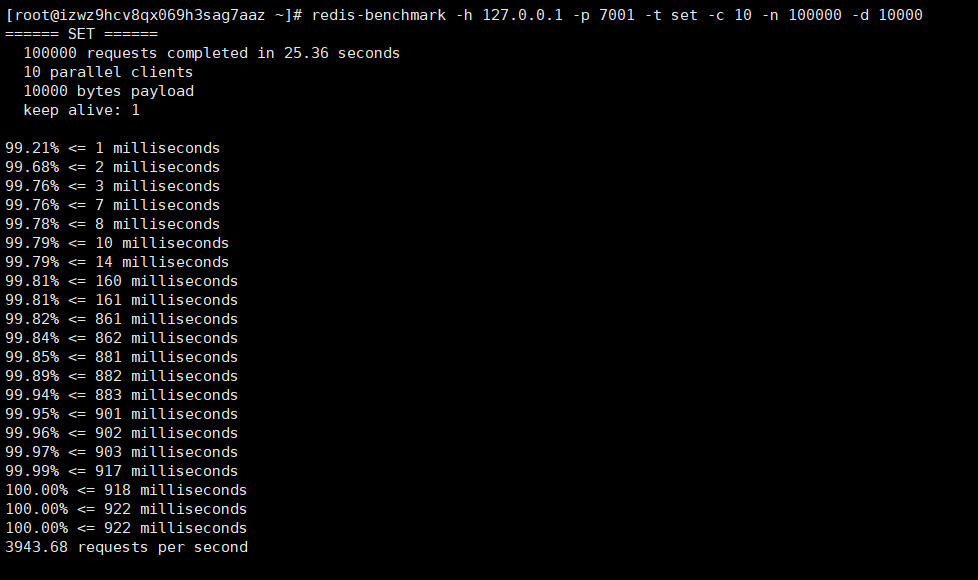 [root@izwz9hcv8qx069h3sag7aaz ~]# redis-benchmark -h 127.0.0.1 -p 7001 -t set -c 10 -n 100000 -d 10000
====== SET ======
100000 requests completed in 25.36 seconds
10 parallel clients
10000 bytes payload
keep alive: 1
99.21% <= 1 milliseconds
99.68% <= 2 milliseconds
99.76% <= 3 milliseconds
99.76% <= 7 milliseconds
99.78% <= 8 milliseconds
99.79% <= 10 milliseconds
99.79% <= 14 milliseconds
99.81% <= 160 milliseconds
99.81% <= 161 milliseconds
99.82% <= 861 milliseconds
99.84% <= 862 milliseconds
99.85% <= 881 milliseconds
99.89% <= 882 milliseconds
99.94% <= 883 milliseconds
99.95% <= 901 milliseconds
99.96% <= 902 milliseconds
99.97% <= 903 milliseconds
99.99% <= 917 milliseconds
100.00% <= 918 milliseconds
100.00% <= 922 milliseconds
100.00% <= 922 milliseconds
3943.68 requests per second